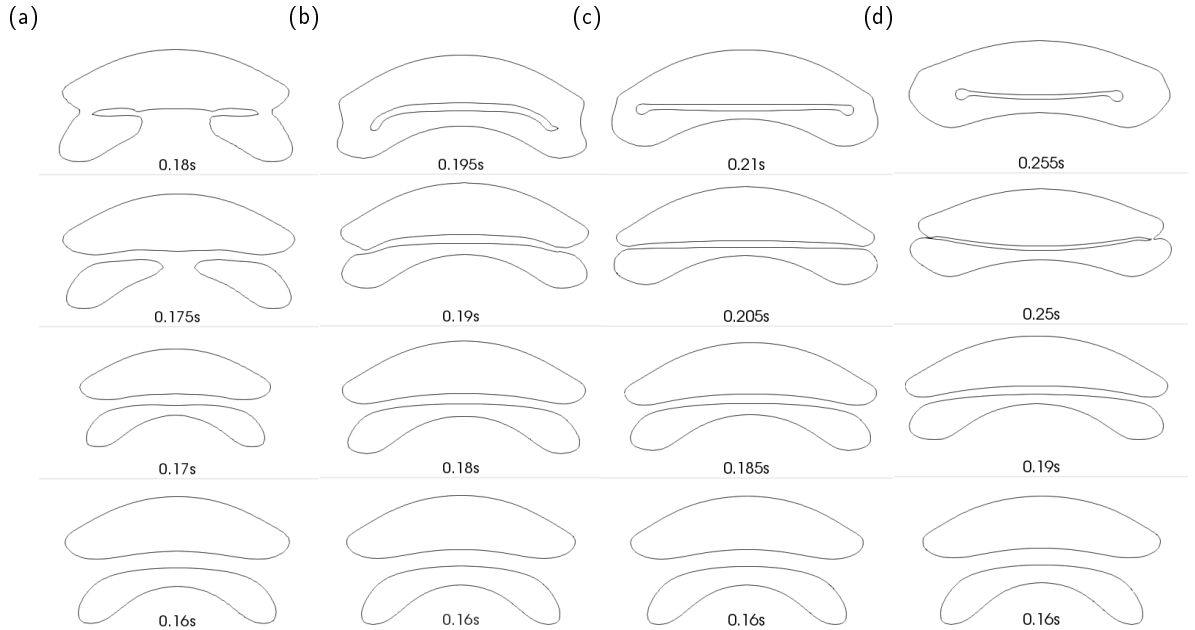 (a) (b) (c) (d)
0.18s 0.195s 0.21s 0.255s
0.175s 0.19s 0.205s 0.25s
0.17s 0.18s 0.185s 0.19s
0.16s 0.16s 0.16s 0.16s